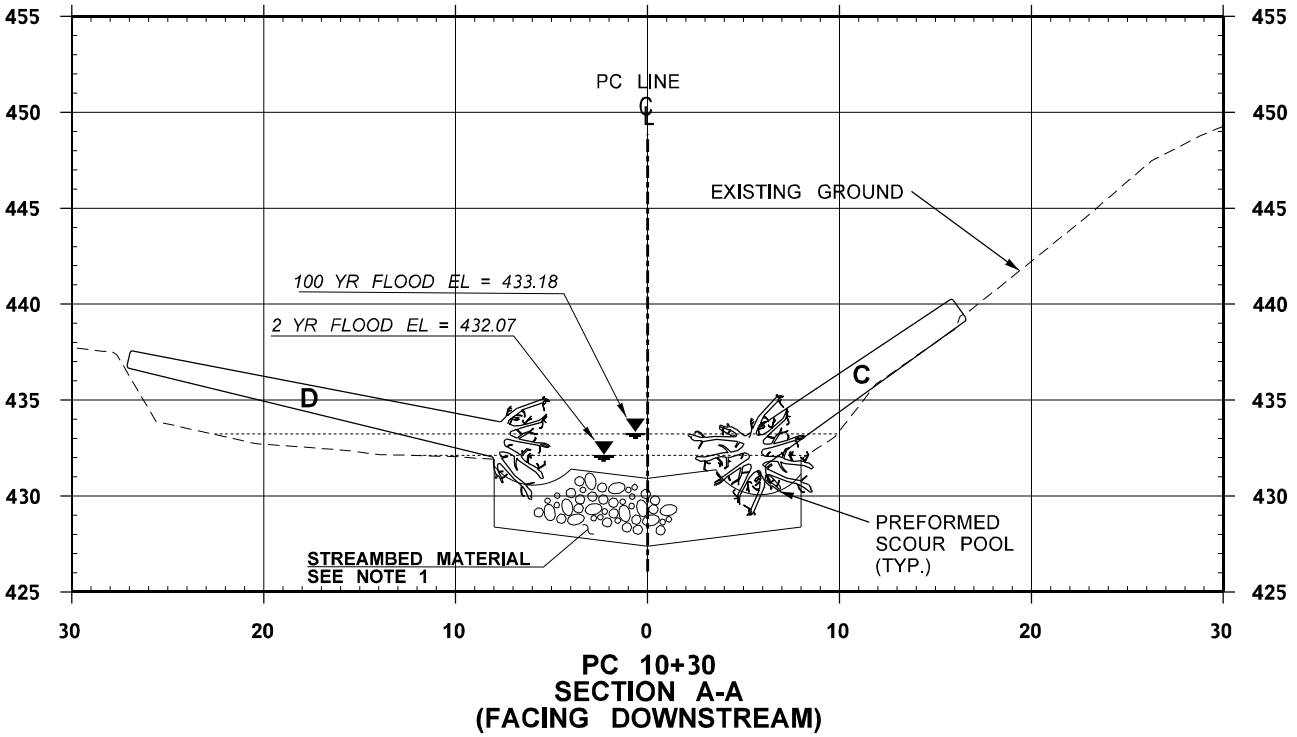 455
455
PC LINE
CL
450
450
EXISTING GROUND
445
445
100 YR FLOOD EL = 433.18
440
440
2 YR FLOOD EL = 432.07
C
D
435
435
430
430
PREFORMED
SCOUR POOL
(TYP.)
STREAMBED MATERIAL
SEE NOTE 1
425
425
30
20
10
0
10
20
30
PC 10+30
SECTION A-A
(FACING DOWNSTREAM)